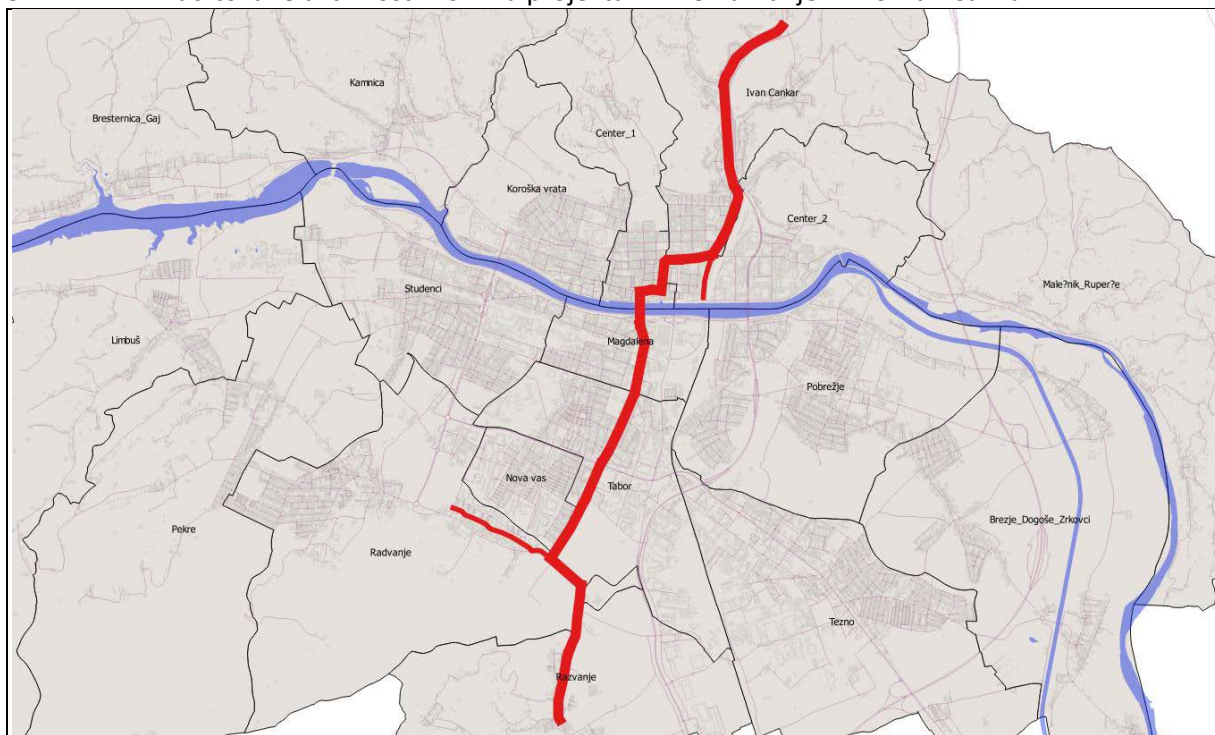 Kamnica
Ivan Cankar
Bresternica_Gaj
Center_1
Koroška vrata
Center_2
Male?nik_Ruper?e
Studenci
Limbuš
Magdalena
Pobrežje
Nova vas
Tabor
Brezje_Dogoše_Zrkovci
Pekre
Radvanje
Tezno
Razvanje